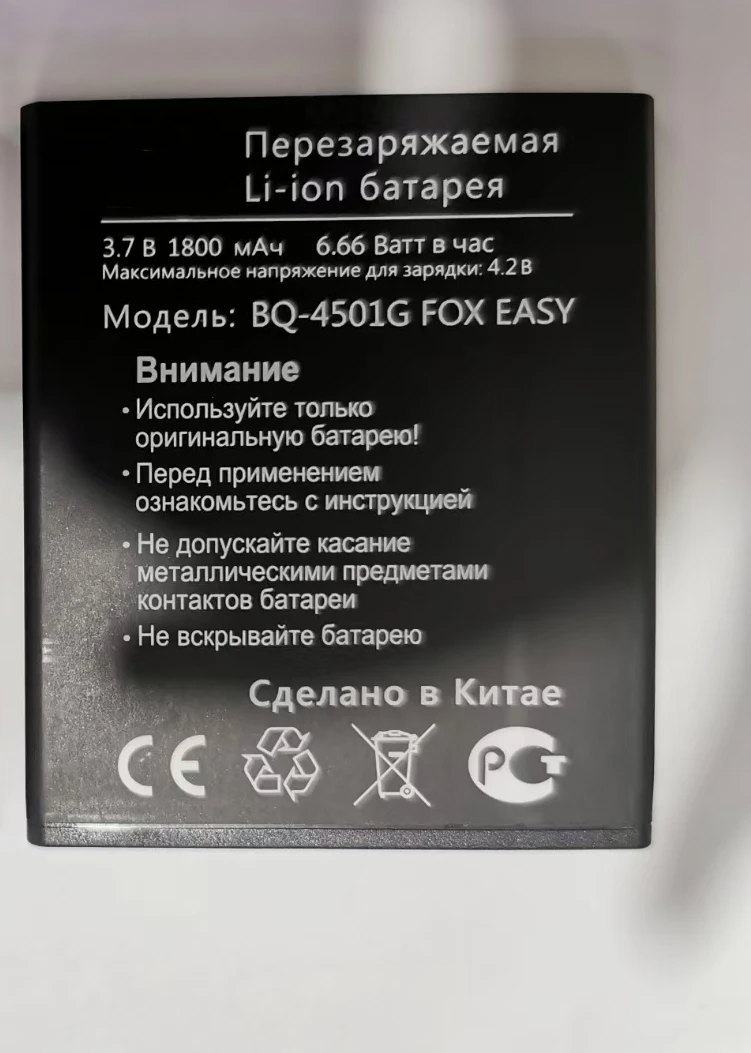 Перезаряжаемая
Li-ion батарея
3.7 В 1800 мАч 6.66 Ватт в час
Максимальное напряжение для зарядки: 4.2 В
Модель: BQ-4501G FOX EASY
Внимание
• Используйте только
оригинальную батарею!
• Перед применением
ознакомьтесь с инструкцией
• Не допускайте касание
металлическими предметами
контактов батареи
• Не вскрывайте батарею
Сделано в Китае
CE РСТ